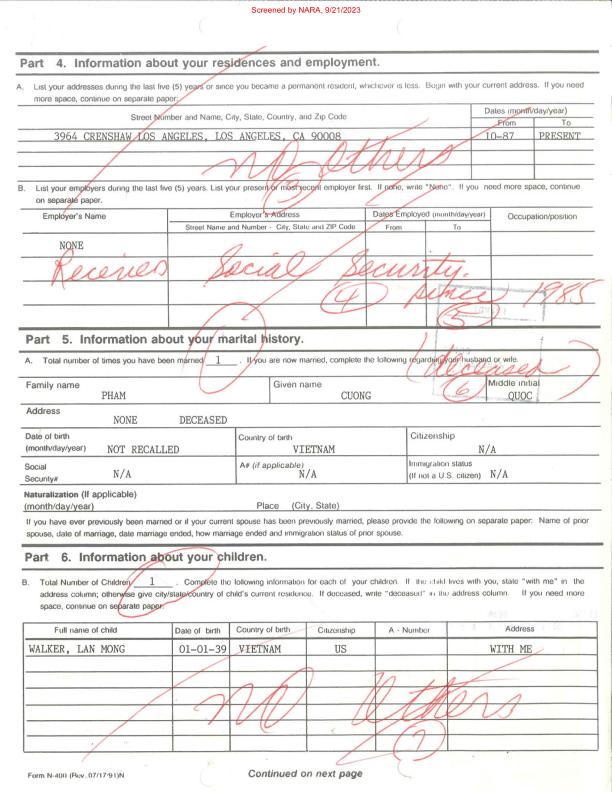 Screened by NARA, 9/21/2023
Part 4. Information about your residences and employment.
A. List your addresses during the last five (5) years or since you became a permanent resident, whichever is less. Begin with your current address. If you need
more space, continue on separate paper:
Street Number and Name, City, State, Country, and Zip Code
Dates (month/day/year)
From To
3964 CRENSHAW LOS ANGELES, LOS ANGELES, CA 90008 10-87 PRESENT
no others
3
B. List your employers during the last five (5) years. List your present or most recent employer first. If none, write "None". If you need more space, continue
on separate paper.
Employer's Name Employer's Address Dates Employed (month/day/year) Occupation/position
Street Name and Number - City, State and ZIP Code From To
NONE
Receives Social Security.
4 since 1985
5
Part 5. Information about your marital history.
A. Total number of times you have been married 1 . If you are now married, complete the following regarding your husband or wife.
(deceased)
6
Family name Given name Middle initial
PHAM CUONG QUOC
Address
NONE DECEASED
Date of birth
(month/day/year) NOT RECALLED
Country of birth
VIETNAM
Citizenship
N/A
Social
Security# N/A
A# (if applicable)
N/A
Immigration status
(If not a U.S. citizen) N/A
Naturalization (If applicable)
(month/day/year) Place (City, State)
If you have ever previously been married or if your current spouse has been previously married, please provide the following on separate paper: Name of prior
spouse, date of marriage, date marriage ended, how marriage ended and immigration status of prior spouse.
Part 6. Information about your children.
B. Total Number of Children 1 . Complete the following information for each of your children. If the child lives with you, state "with me" in the
address column; otherwise give city/state/country of child's current residence. If deceased, write "deceased" in the address column. If you need more
space, continue on separate paper.
Full name of child Date of birth Country of birth Citizenship A - Number Address
WALKER, LAN MONG 01-01-39 VIETNAM US WITH ME
no others
7
Form N-400 (Rev. 07/17/91)N
Continued on next page